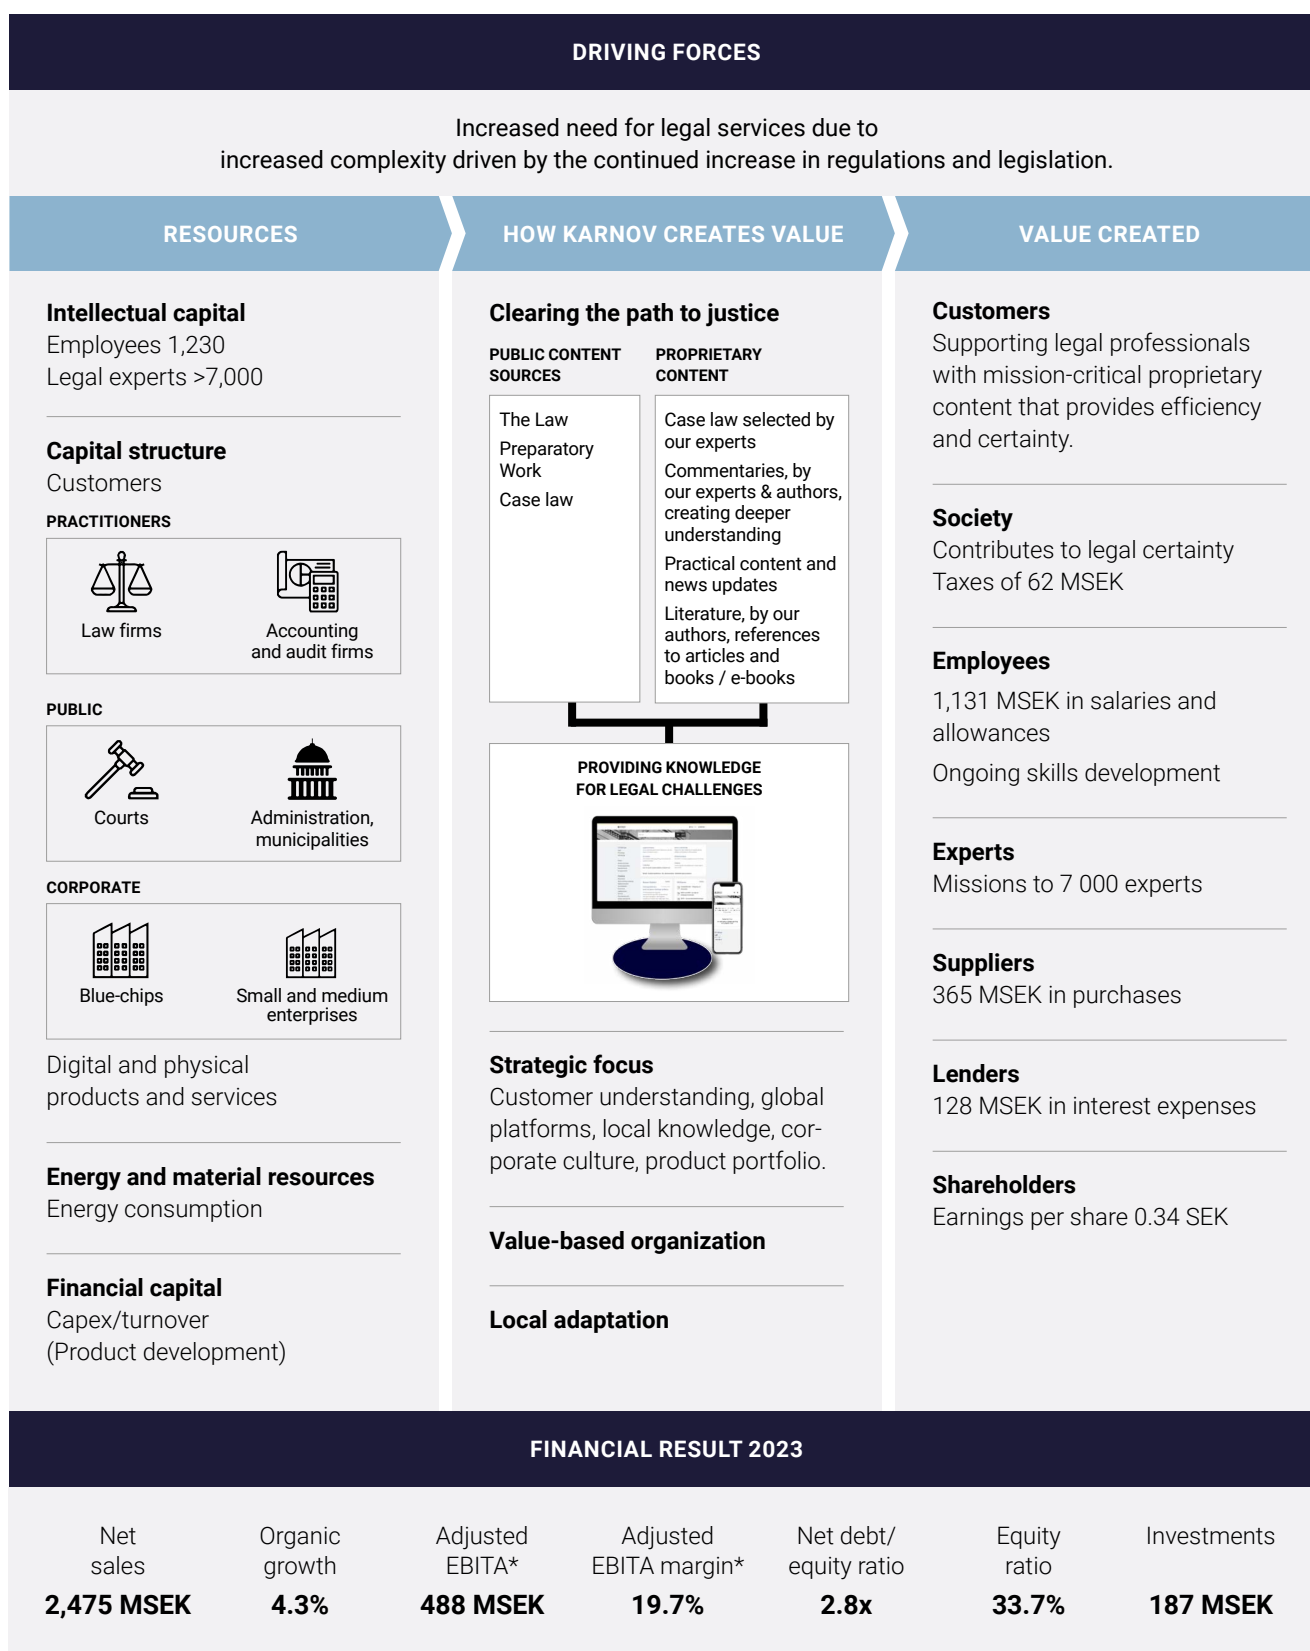 DRIVING FORCES
Increased need for legal services due to
increased complexity driven by the continued increase in regulations and legislation.
RESOURCES
Intellectual capital
Employees 1,230
Legal experts >7,000
Capital structure
Customers
PRACTITIONERS
Law firms
Accounting
and audit firms
PUBLIC
Courts
Administration,
municipalities
CORPORATE
Blue-chips
Small and medium
enterprises
Digital and physical
products and services
Energy and material resources
Energy consumption
Financial capital
Capex/turnover
(Product development)
HOW KARNOV CREATES VALUE
Clearing the path to justice
PUBLIC CONTENT
SOURCES
The Law
Preparatory
Work
Case law
PROPRIETARY
CONTENT
Case law selected by
our experts
Commentaries, by
our experts & authors,
creating deeper
understanding
Practical content and
news updates
Literature, by our
authors, references
to articles and
books / e-books
PROVIDING KNOWLEDGE
FOR LEGAL CHALLENGES
Strategic focus
Customer understanding, global
platforms, local knowledge, cor-
porate culture, product portfolio.
Value-based organization
Local adaptation
VALUE CREATED
Customers
Supporting legal professionals
with mission-critical proprietary
content that provides efficiency
and certainty.
Society
Contributes to legal certainty
Taxes of 62 MSEK
Employees
1,131 MSEK in salaries and
allowances
Ongoing skills development
Experts
Missions to 7 000 experts
Suppliers
365 MSEK in purchases
Lenders
128 MSEK in interest expenses
Shareholders
Earnings per share 0.34 SEK
FINANCIAL RESULT 2023
Net
sales
2,475 MSEK
Organic
growth
4.3%
Adjusted
EBITA*
488 MSEK
Adjusted
EBITA margin*
19.7%
Net debt/
equity ratio
2.8x
Equity
ratio
33.7%
Investments
187 MSEK